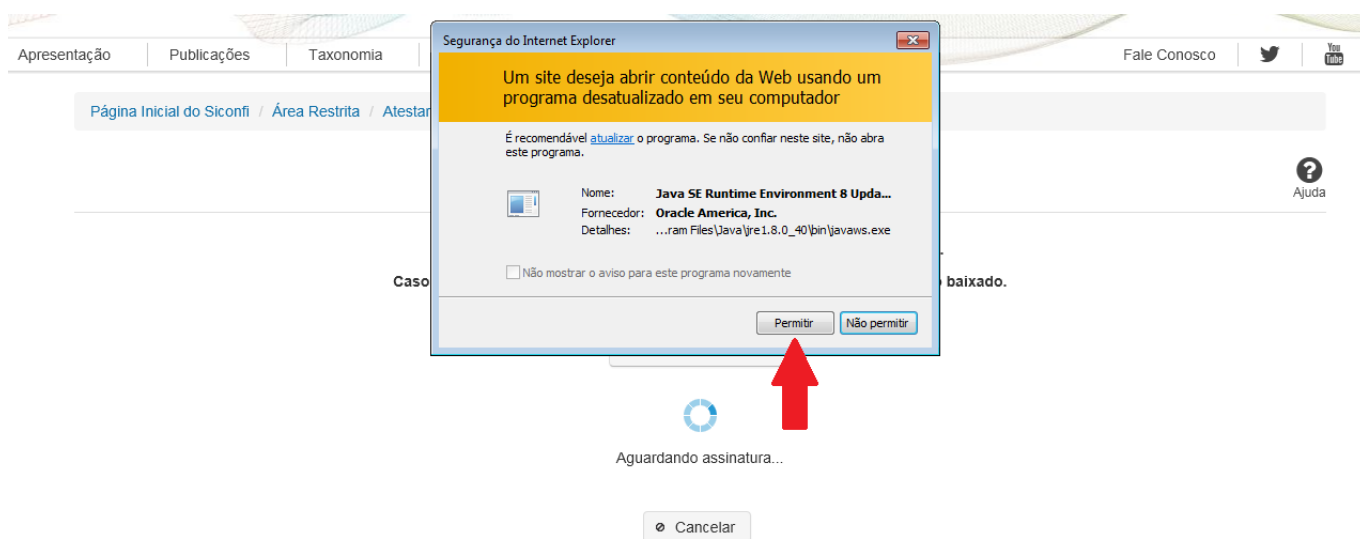 Segurança do Internet Explorer
Apresentação Publicações Taxonomia Fale Conosco You Tube
Um site deseja abrir conteúdo da Web usando um
programa desatualizado em seu computador
Página Inicial do Siconfi / Área Restrita / Atestar
É recomendável atualizar o programa. Se não confiar neste site, não abra
este programa.
Ajuda
Nome: Java SE Runtime Environment 8 Upda...
Fornecedor: Oracle America, Inc.
Detalhes: ...ram Files\Java\jre1.8.0_40\bin\javaws.exe
Não mostrar o aviso para este programa novamente
Caso baixado.
Permitir Não permitir
Aguardando assinatura...
Cancelar